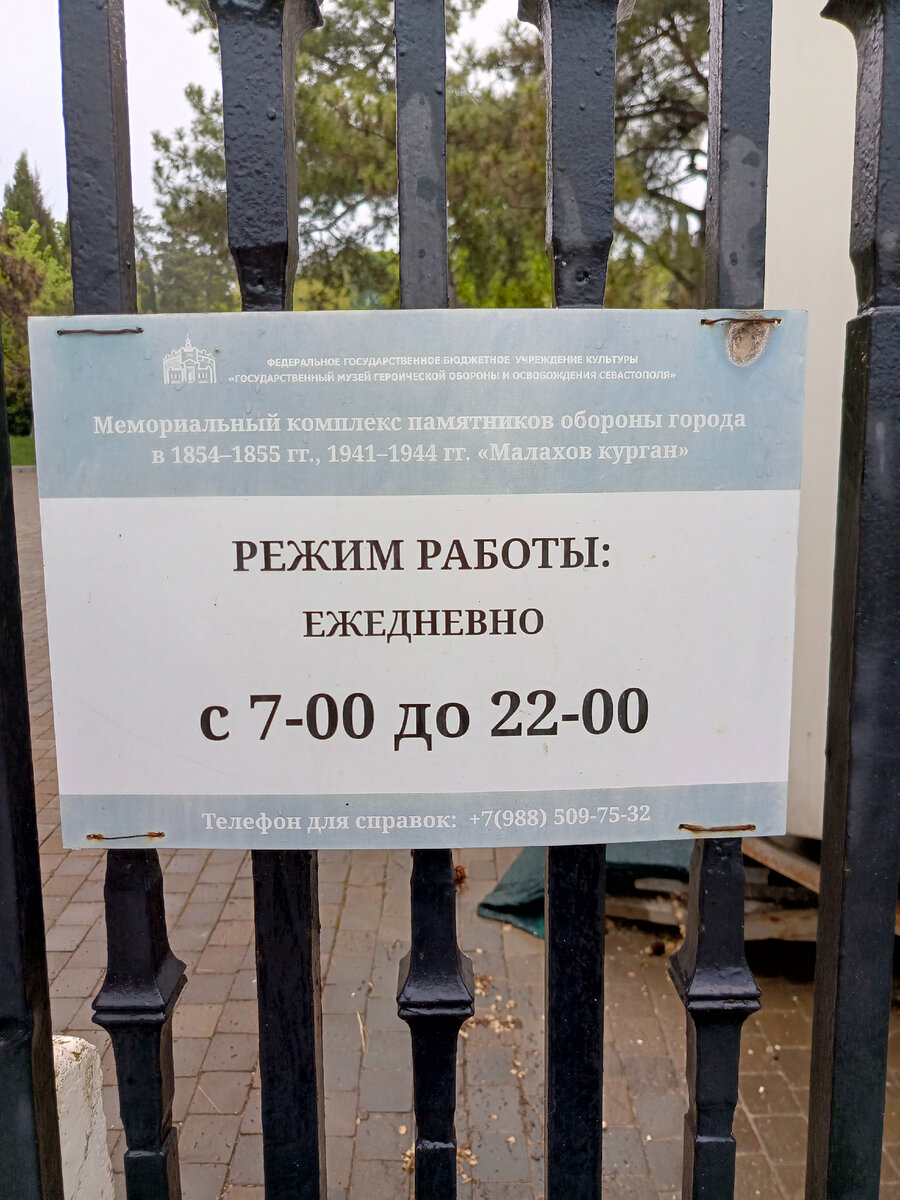 ФЕДЕРАЛЬНОЕ ГОСУДАРСТВЕННОЕ БЮДЖЕТНОЕ УЧРЕЖДЕНИЕ КУЛЬТУРЫ
«ГОСУДАРСТВЕННЫЙ МУЗЕЙ ГЕРОИЧЕСКОЙ ОБОРОНЫ И ОСВОБОЖДЕНИЯ СЕВАСТОПОЛЯ»
Мемориальный комплекс памятников обороны города
в 1854–1855 гг., 1941–1944 гг. «Малахов курган»
РЕЖИМ РАБОТЫ:
ЕЖЕДНЕВНО
с 7-00 до 22-00
Телефон для справок: +7(988) 509-75-32